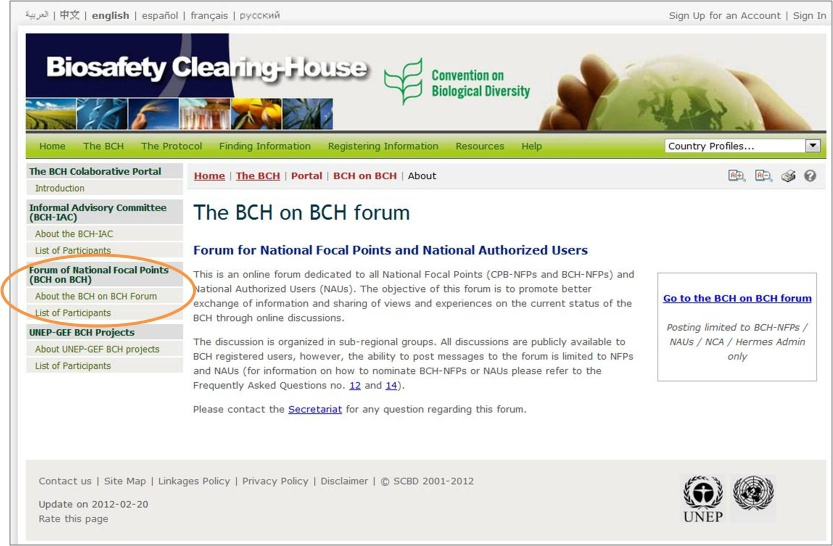 العربية | 中文 | english | español | français | русский
Sign Up for an Account | Sign In
Biosafety Clearing-House
Convention on
Biological Diversity
Home The BCH The Protocol Finding Information Registering Information Resources Help
Country Profiles...
The BCH Colaborative Portal
Introduction
Informal Advisory Committee
(BCH-IAC)
About the BCH-IAC
List of Participants
Forum of National Focal Points
(BCH on BCH)
About the BCH on BCH Forum
List of Participants
UNEP-GEF BCH Projects
About UNEP-GEF BCH projects
List of Participants
Home | The BCH | Portal | BCH on BCH | About
The BCH on BCH forum
Forum for National Focal Points and National Authorized Users
This is an online forum dedicated to all National Focal Points (CPB-NFPs and BCH-NFPs) and
National Authorized Users (NAUs). The objective of this forum is to promote better
exchange of information and sharing of views and experiences on the current status of the
BCH through online discussions.
The discussion is organized in sub-regional groups. All discussions are publicly available to
BCH registered users, however, the ability to post messages to the forum is limited to NFPs
and NAUs (for information on how to nominate BCH-NFPs or NAUs please refer to the
Frequently Asked Questions no. 12 and 14).
Please contact the Secretariat for any question regarding this forum.
Go to the BCH on BCH forum
Posting limited to BCH-NFPs /
NAUs / NCA / Hermes Admin
only
Contact us | Site Map | Linkages Policy | Privacy Policy | Disclaimer | © SCBD 2001-2012
Update on 2012-02-20
Rate this page
UNEP